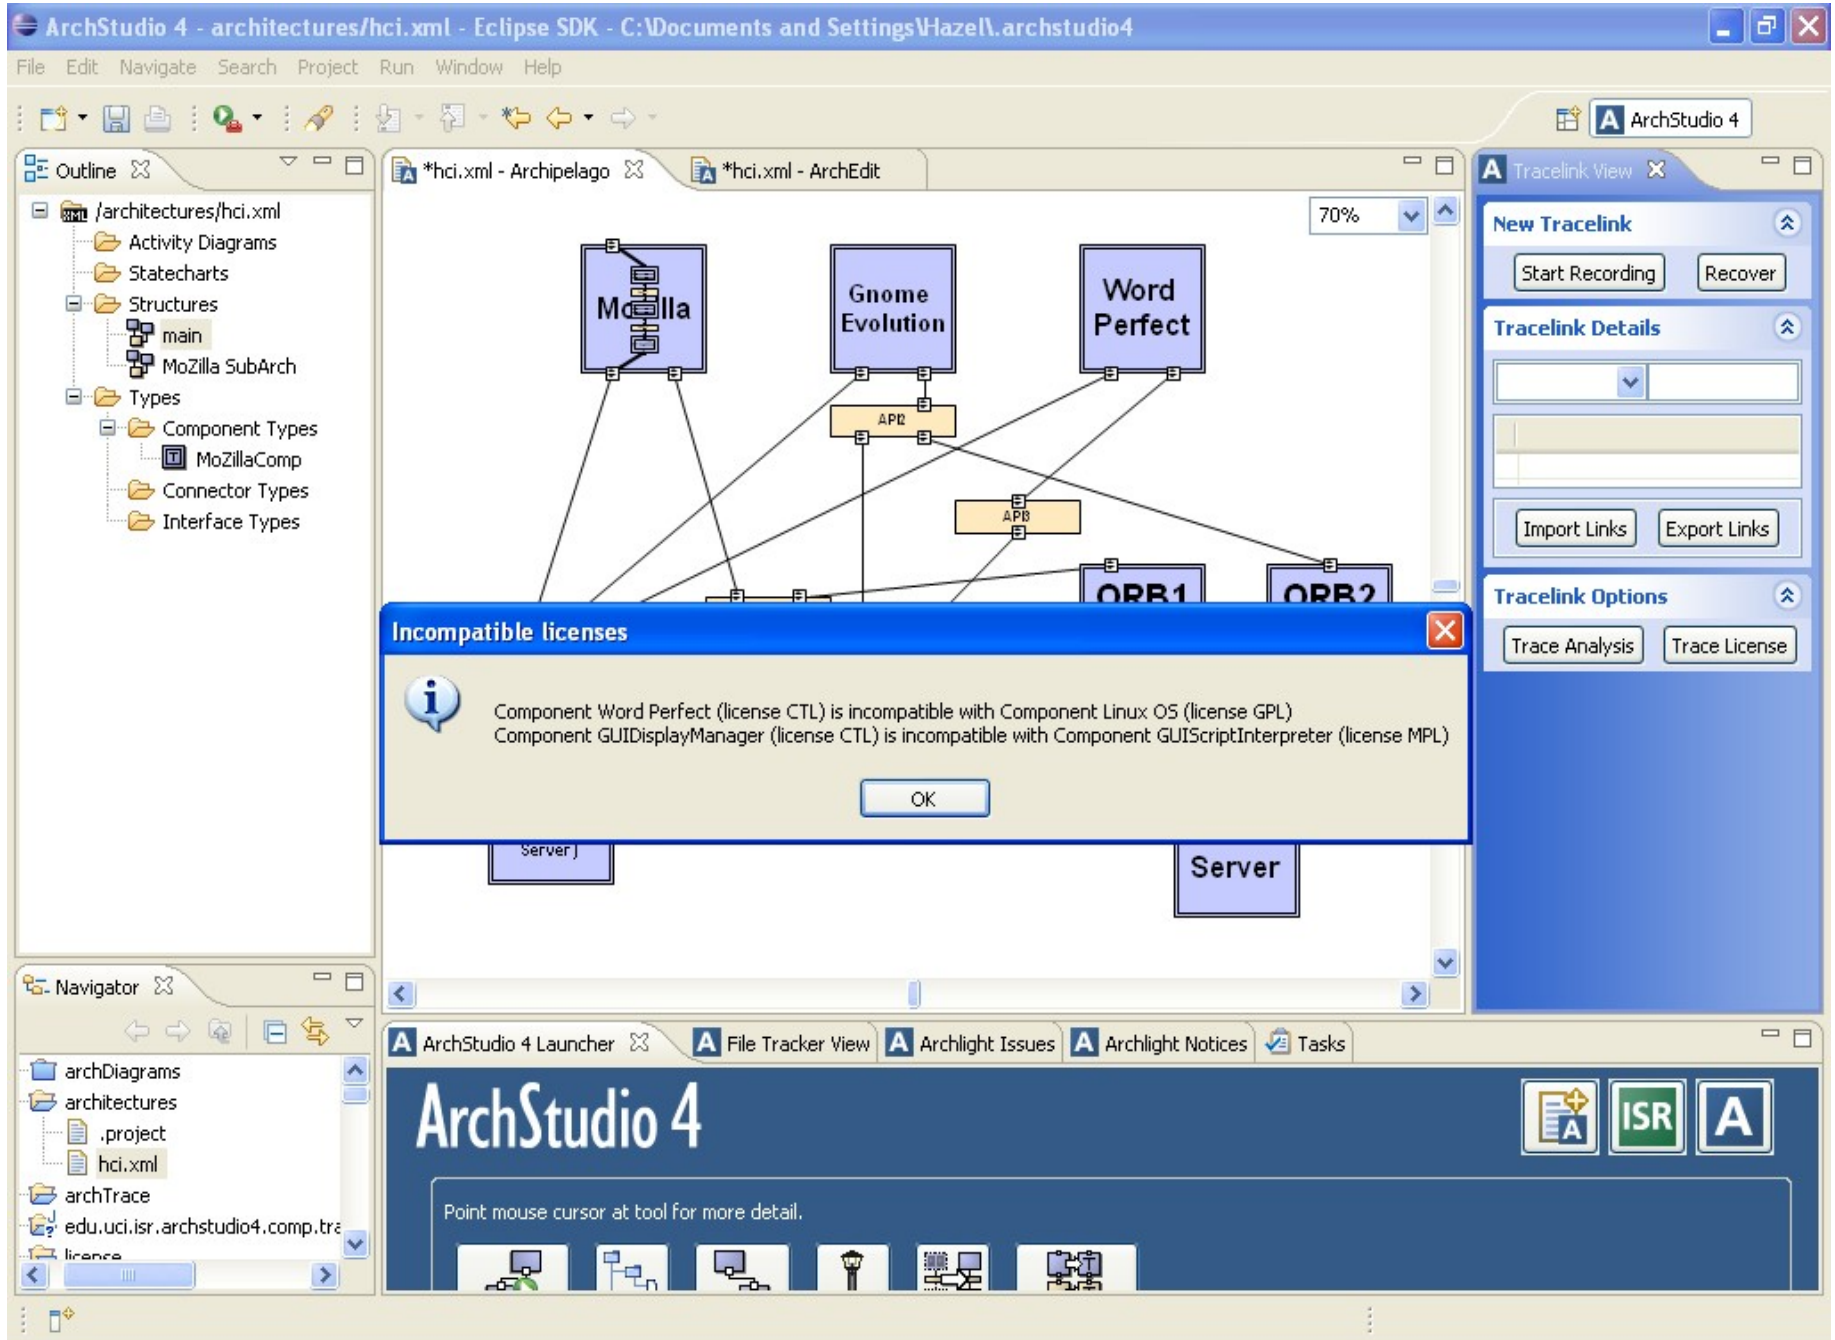 ArchStudio 4 - architectures/hci.xml - Eclipse SDK - C:\Documents and Settings\Hazel\.archstudio4
File Edit Navigate Search Project Run Window Help
ArchStudio 4
Outline
*hci.xml - Archipelago
*hci.xml - ArchEdit
Tracelink View
/architectures/hci.xml
Activity Diagrams
Statecharts
Structures
main
MoZilla SubArch
Types
Component Types
MoZillaComp
Connector Types
Interface Types
70%
Gnome
Evolution
Word
Perfect
API2
API3
ORB1
ORB2
New Tracelink
Start Recording Recover
Tracelink Details
Import Links Export Links
Tracelink Options
Trace Analysis Trace License
Incompatible licenses
Component Word Perfect (license CTL) is incompatible with Component Linux OS (license GPL)
Component GUIDisplayManager (license CTL) is incompatible with Component GUIScriptInterpreter (license MPL)
OK
Server)
Server
Navigator
archDiagrams
architectures
.project
hci.xml
archTrace
edu.uci.isr.archstudio4.comp.tra
license
ArchStudio 4 Launcher File Tracker View Archlight Issues Archlight Notices Tasks
ArchStudio 4
ISR A
Point mouse cursor at tool for more detail.